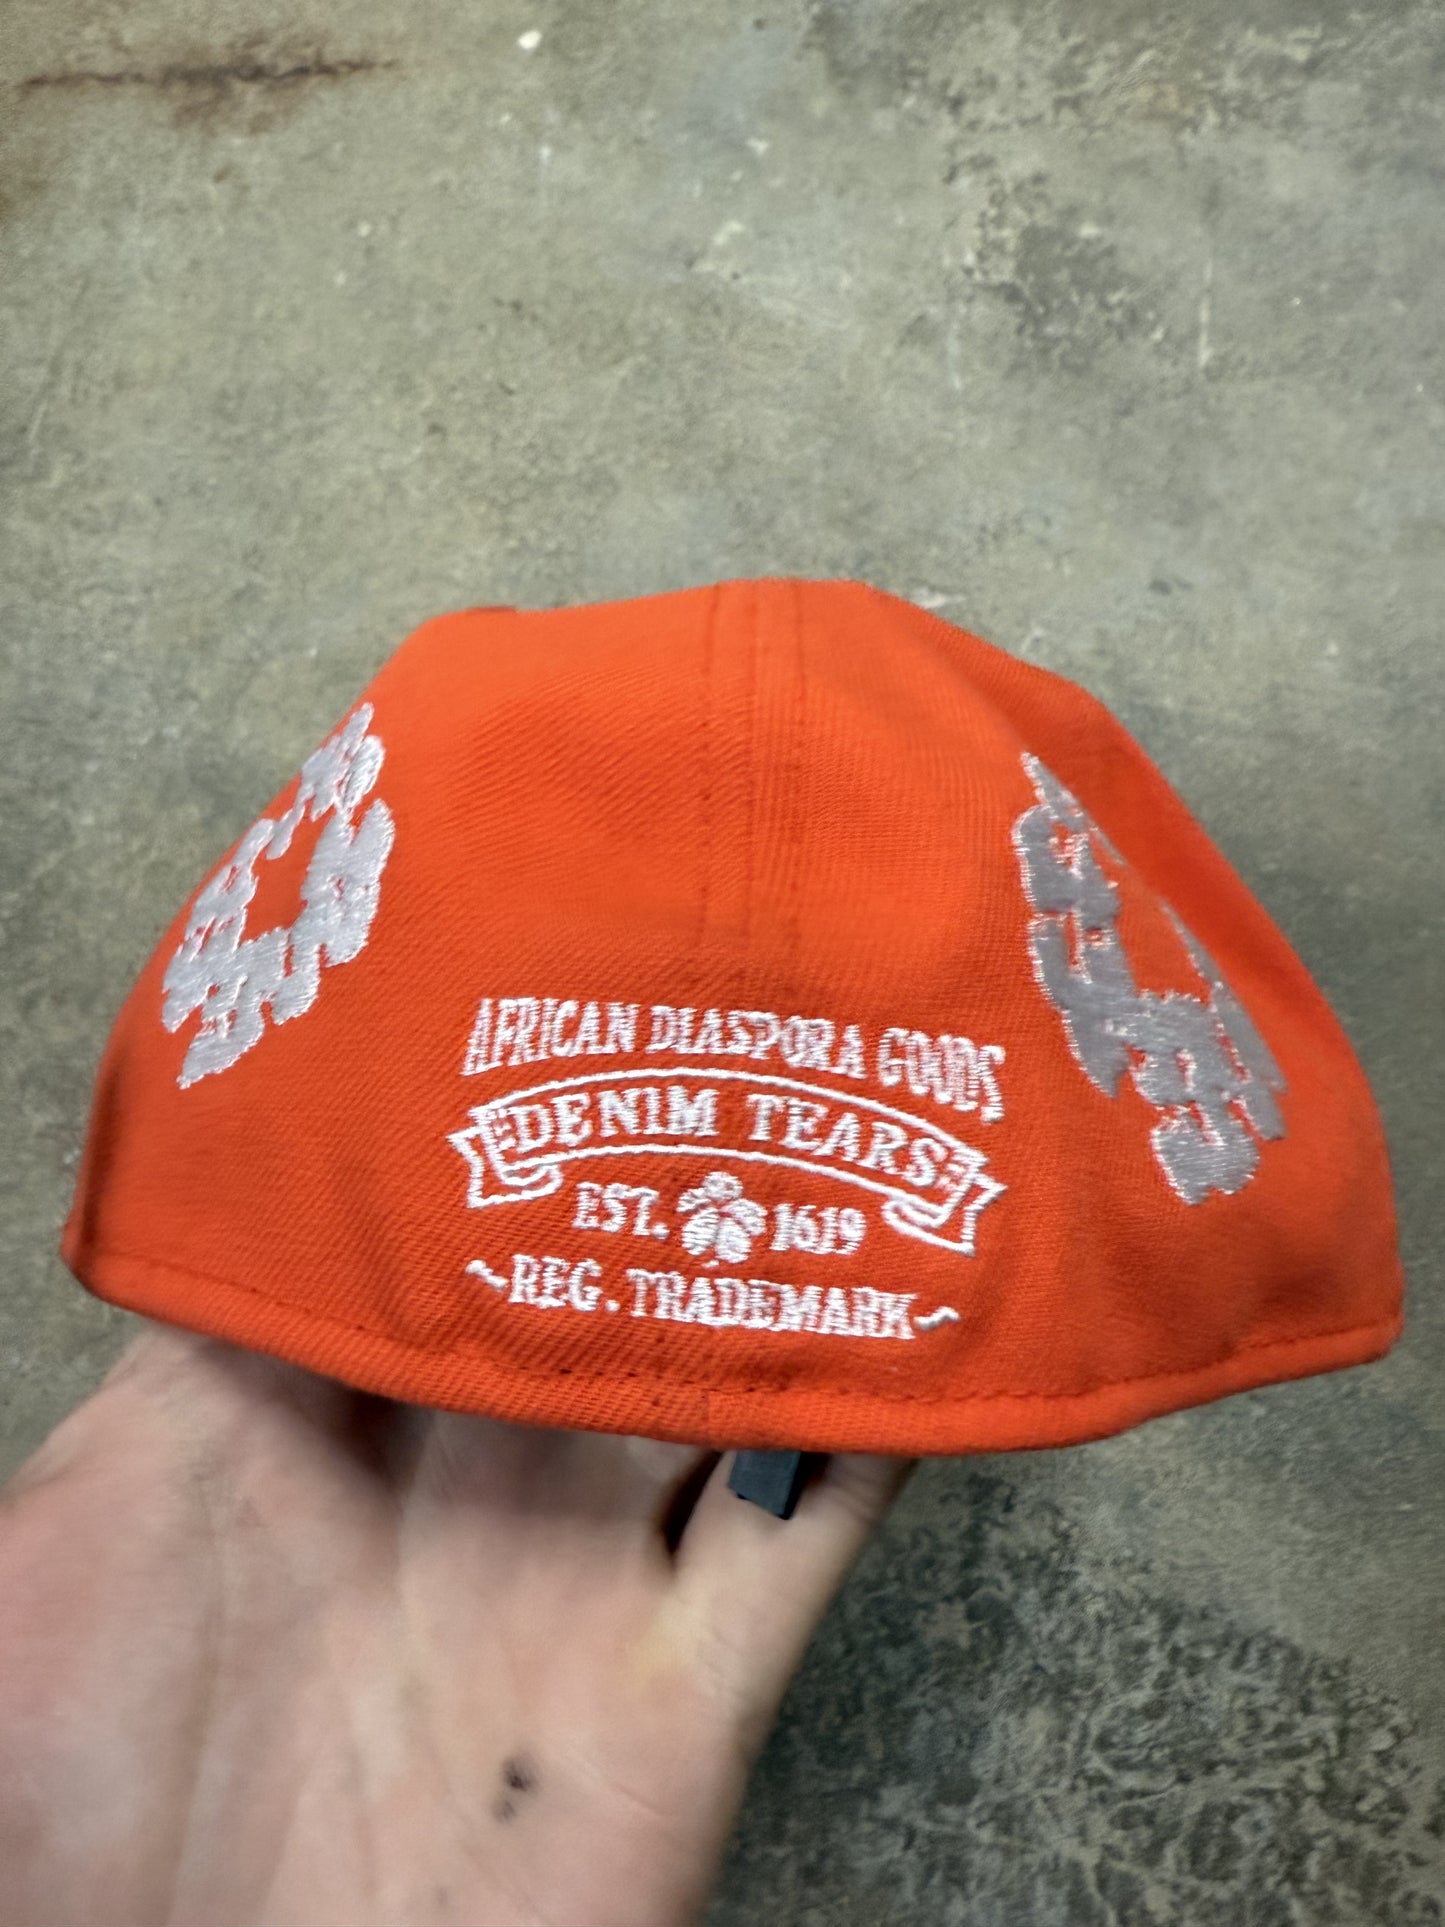 AFRICAN DIASPORA GOODS
DENIM TEARS
EST. 1619
REG. TRADEMARK